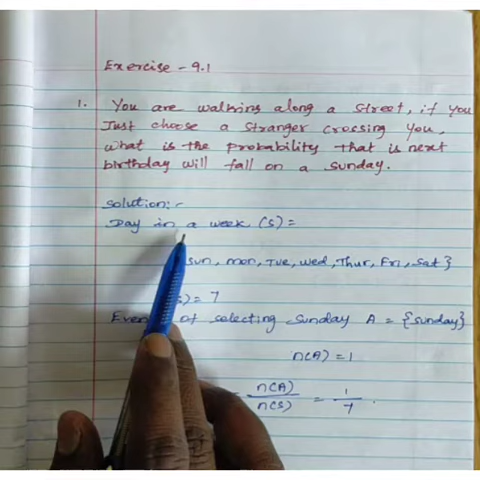 Exercise - 9.1
1. You are walking along a street, if you
Just choose a stranger crossing you,
what is the probability that is next
birthday will fall on a sunday.
Solution:-
Day in a week (S) =
sun, mon, Tue, wed, Thur, Fri, sat}
s) = 7
Even of selecting sunday A = {sunday}
n(A) = 1
n(A)/n(S) = 1/7.